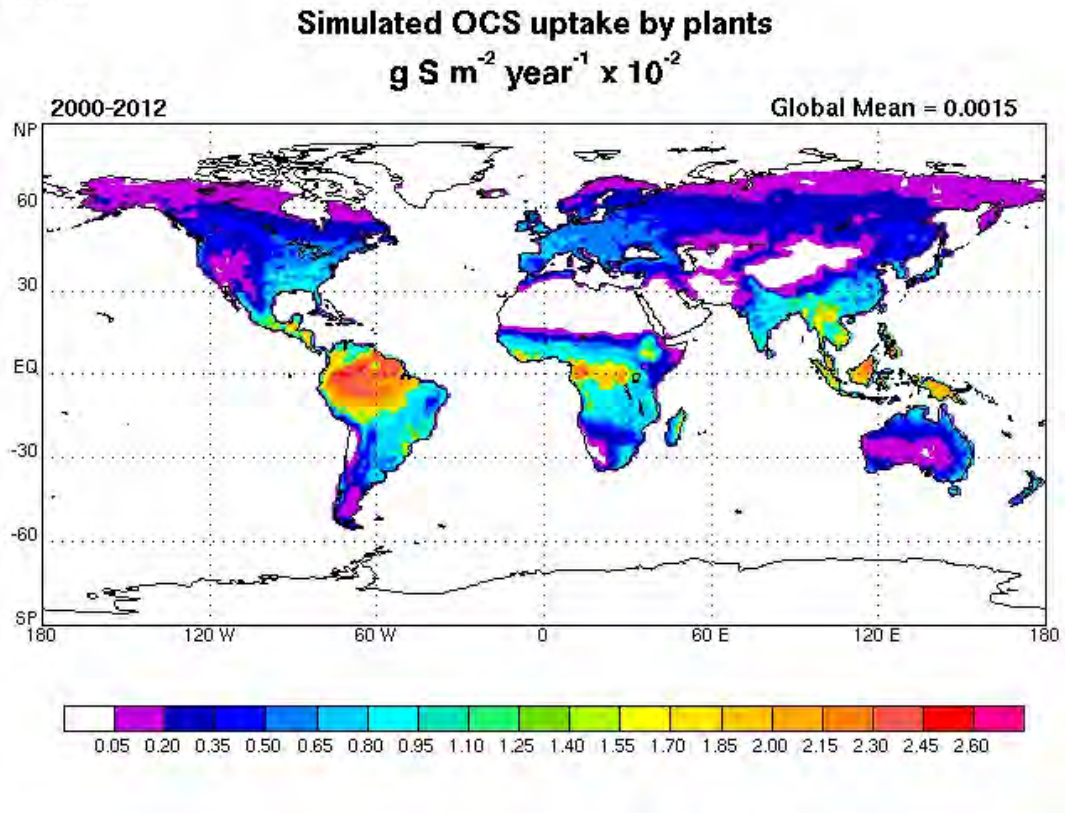 Simulated OCS uptake by plants
g S m⁻² year⁻¹ x 10⁻²
2000-2012 Global Mean = 0.0015
NP
60
30
EQ
-30
-60
SP
180 120 W 60 W 0 60 E 120 E 180
0.05 0.20 0.35 0.50 0.65 0.80 0.95 1.10 1.25 1.40 1.55 1.70 1.85 2.00 2.15 2.30 2.45 2.60